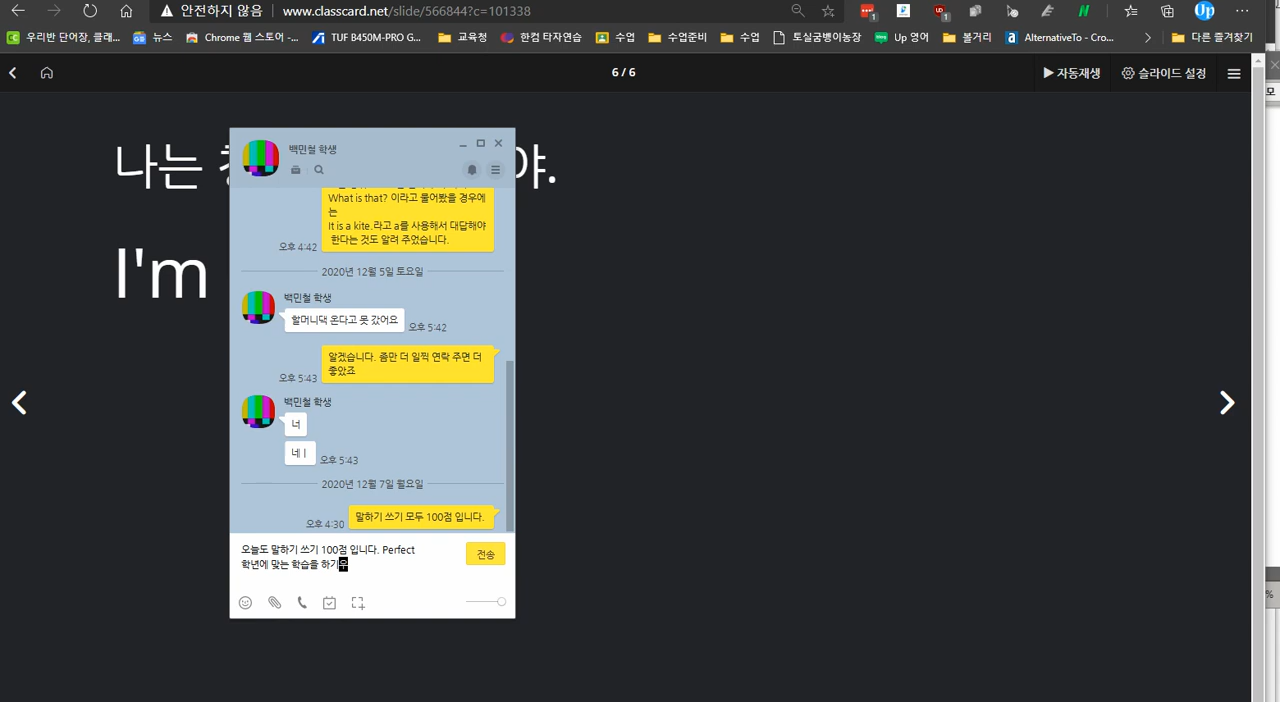 안전하지 않음 www.classcard.net/slide/566844?c=101338
우리반 단어장, 클래... 뉴스 Chrome 웹 스토어 -... TUF B450M-PRO G... 교육청 한컴 타자연습 수업 수업준비 수업 토실궁뱅이농장 Up 영어 볼거리 AlternativeTo - Cro... 다른 즐겨찾기
6 / 6
자동재생
슬라이드 설정
나는
야.
I'm
백민철 학생
What is that? 이라고 물어봤을 경우에
는
It is a kite.라고 a를 사용해서 대답해야
한다는 것도 알려 주었습니다.
오후 4:42
2020년 12월 5일 토요일
백민철 학생
할머니댁 온다고 못 갔어요
오후 5:42
알겠습니다. 좀만 더 일찍 연락 주면 더
좋았죠
오후 5:43
백민철 학생
너
네ㅣ
오후 5:43
2020년 12월 7일 월요일
말하기 쓰기 모두 100점 입니다.
오후 4:30
오늘도 말하기 쓰기 100점 입니다. Perfect
학년에 맞는 학습을 하기우
전송